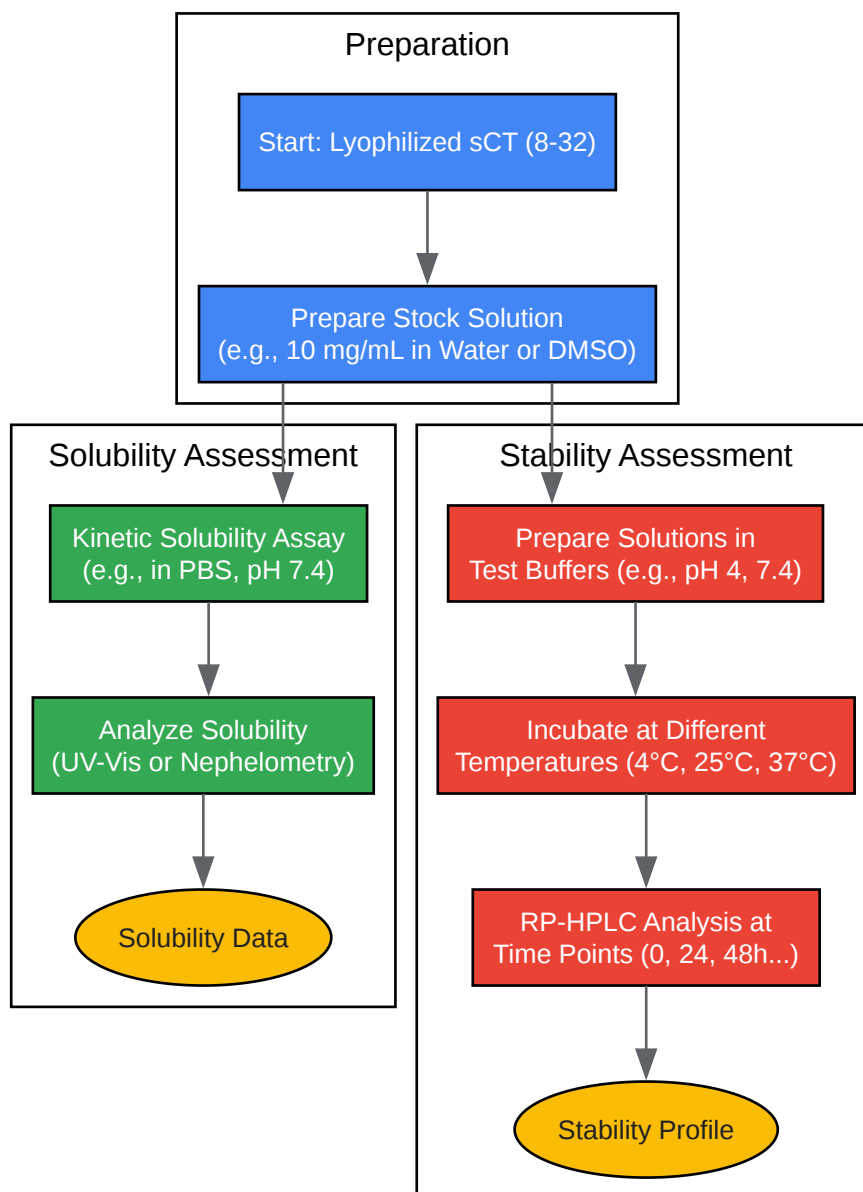 Preparation
Start: Lyophilized sCT (8-32)
Prepare Stock Solution
(e.g., 10 mg/mL in Water or DMSO)
Solubility Assessment
Kinetic Solubility Assay
(e.g., in PBS, pH 7.4)
Analyze Solubility
(UV-Vis or Nephelometry)
Solubility Data
Stability Assessment
Prepare Solutions in
Test Buffers (e.g., pH 4, 7.4)
Incubate at Different
Temperatures (4°C, 25°C, 37°C)
RP-HPLC Analysis at
Time Points (0, 24, 48h...)
Stability Profile